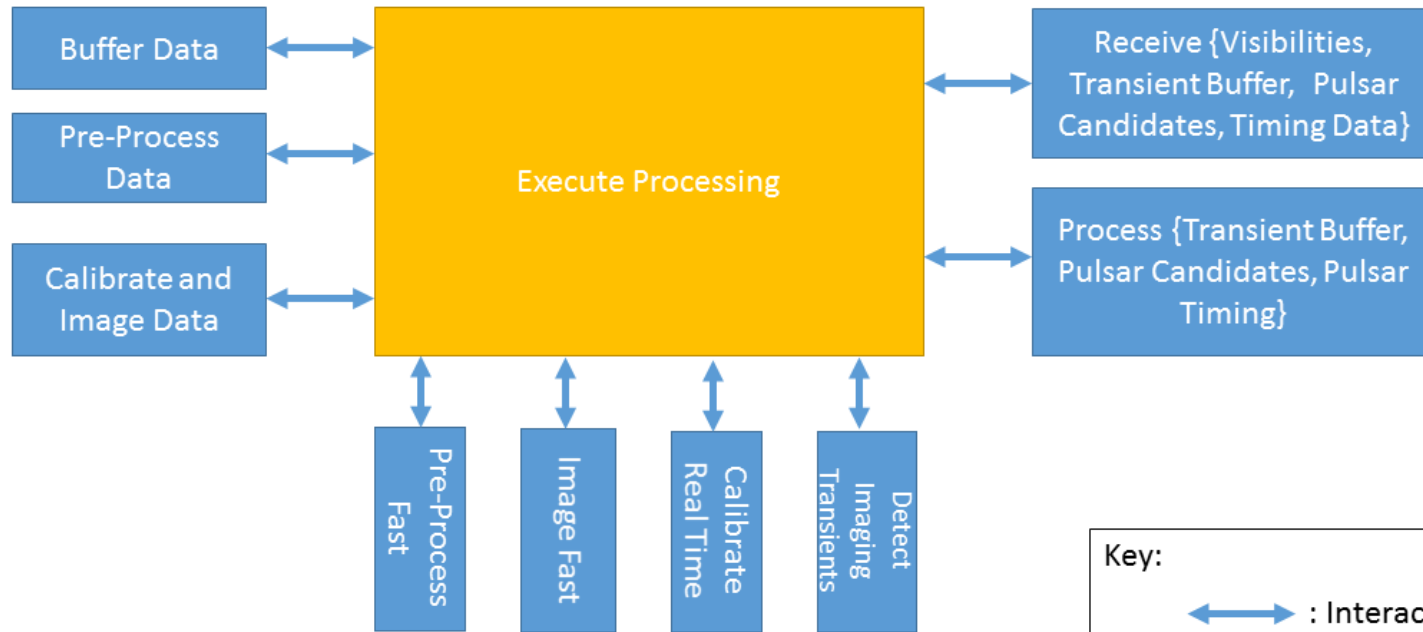 Buffer Data
Pre-Process
Data
Calibrate and
Image Data
Execute Processing
Receive {Visibilities,
Transient Buffer, Pulsar
Candidates, Timing Data}
Process {Transient Buffer,
Pulsar Candidates, Pulsar
Timing}
Pre-Process
Fast
Image Fast
Calibrate
Real Time
Detect
Imaging
Transients
Key:
: Interac